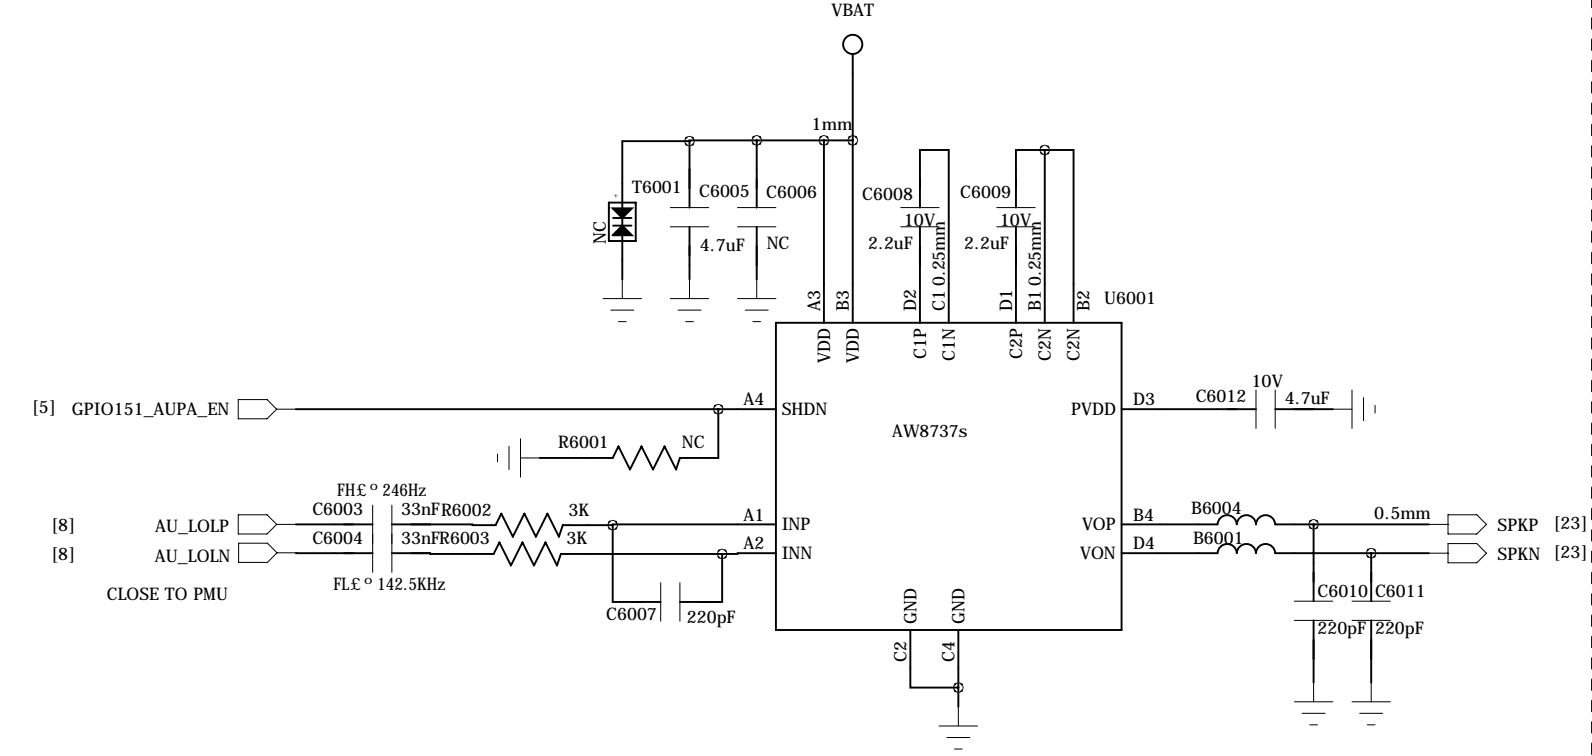 VBAT
1mm
T6001
C6005
C6006
NC
4.7uF
NC
C6008
10V
2.2uF
C6009
10V
2.2uF
A3
B3
D2
C1 0.25mm
D1
B1 0.25mm
B2
U6001
VDD
VDD
C1P
C1N
C2P
C2N
C2N
[5] GPIO151_AUPA_EN
A4
SHDN
R6001
NC
AW8737s
PVDD
D3
C6012
10V
4.7uF
FH£º246Hz
[8] AU_LOLP
C6003
33nF
R6002
3K
A1
INP
[8] AU_LOLN
C6004
33nF
R6003
3K
A2
INN
FL£º142.5KHz
CLOSE TO PMU
C6007
220pF
VOP
B4
B6004
0.5mm
SPKP [23]
VON
D4
B6001
SPKN [23]
C6010
220pF
C6011
220pF
GND
GND
C2
C4